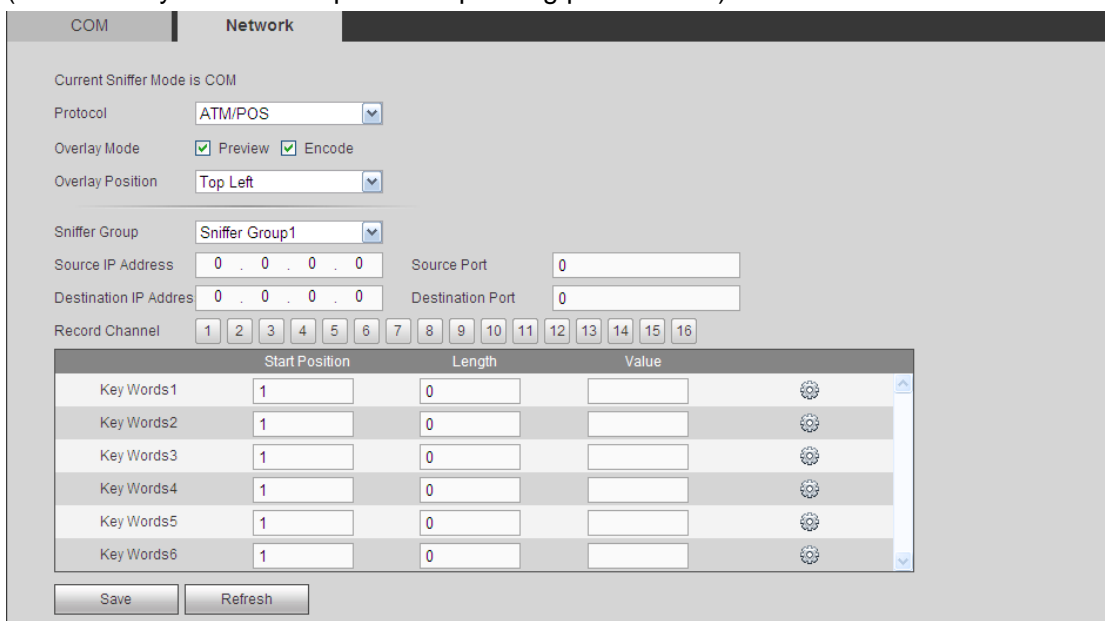 COM Network
Current Sniffer Mode is COM
Protocol ATM/POS
Overlay Mode Preview Encode
Overlay Position Top Left
Sniffer Group Sniffer Group1
Source IP Address 0 . 0 . 0 . 0 Source Port 0
Destination IP Addres 0 . 0 . 0 . 0 Destination Port 0
Record Channel 1 2 3 4 5 6 7 8 9 10 11 12 13 14 15 16
Start Position Length Value
Key Words1 1 0
Key Words2 1 0
Key Words3 1 0
Key Words4 1 0
Key Words5 1 0
Key Words6 1 0
Save Refresh